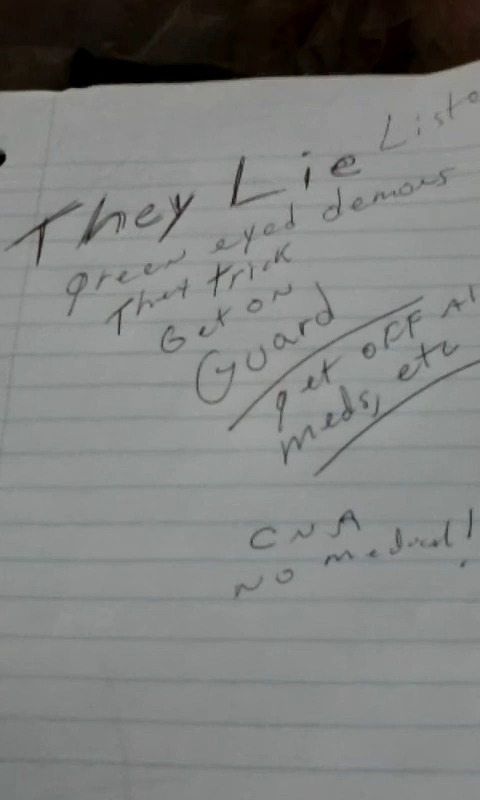 They Lie
green eyed demons
That trick
Get on
Guard
get off
meds, etc
CNA
No medical!